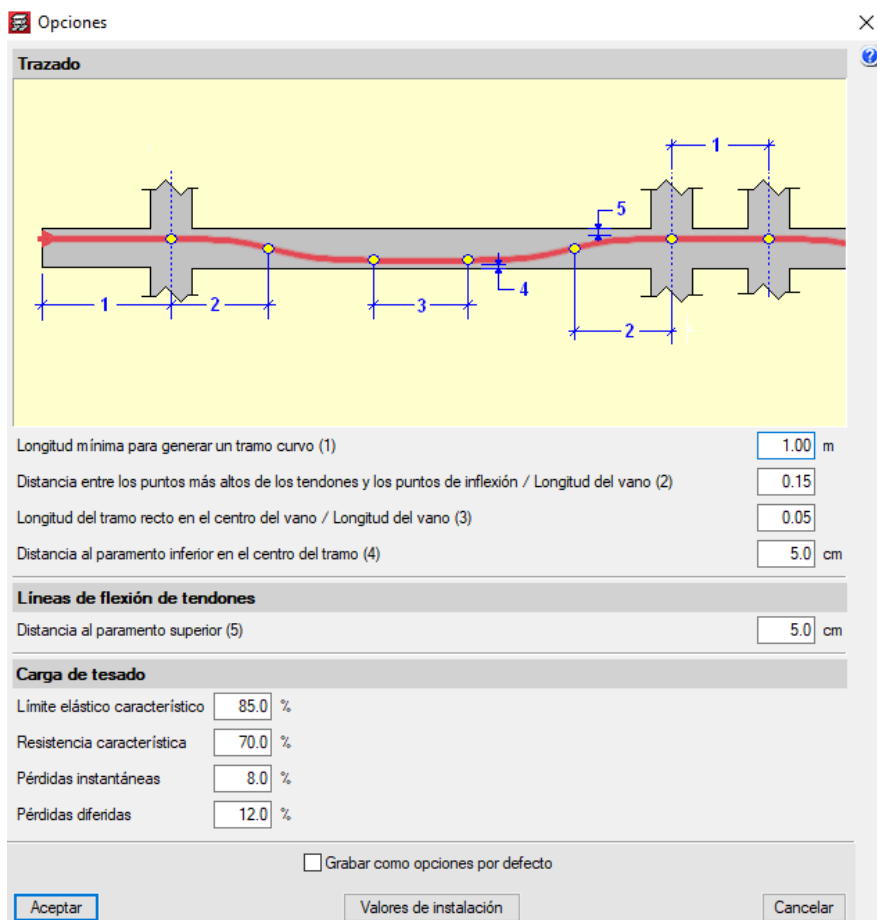 Opciones
Trazado
1
5
1
2
3
4
2
Longitud mínima para generar un tramo curvo (1) 1.00 m
Distancia entre los puntos más altos de los tendones y los puntos de inflexión / Longitud del vano (2) 0.15
Longitud del tramo recto en el centro del vano / Longitud del vano (3) 0.05
Distancia al paramento inferior en el centro del tramo (4) 5.0 cm
Líneas de flexión de tendones
Distancia al paramento superior (5) 5.0 cm
Carga de tesado
Límite elástico característico 85.0 %
Resistencia característica 70.0 %
Pérdidas instantáneas 8.0 %
Pérdidas diferidas 12.0 %
Grabar como opciones por defecto
Aceptar Valores de instalación Cancelar